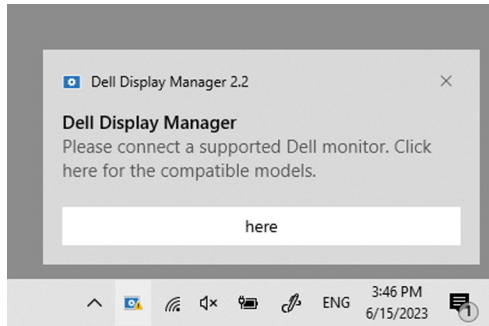 Dell Display Manager 2.2
Dell Display Manager
Please connect a supported Dell monitor. Click
here for the compatible models.
here
ENG
3:46 PM
6/15/2023
1